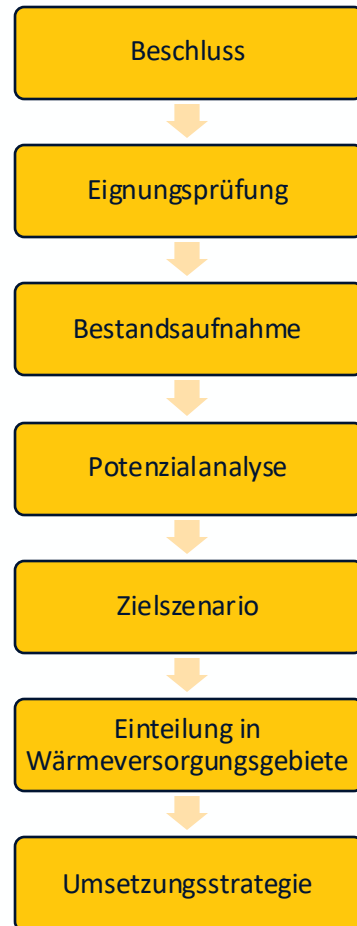 Beschluss
Eignungsprüfung
Bestandsaufnahme
Potenzialanalyse
Zielszenario
Einteilung in
Wärmeversorgungsgebiete
Umsetzungsstrategie